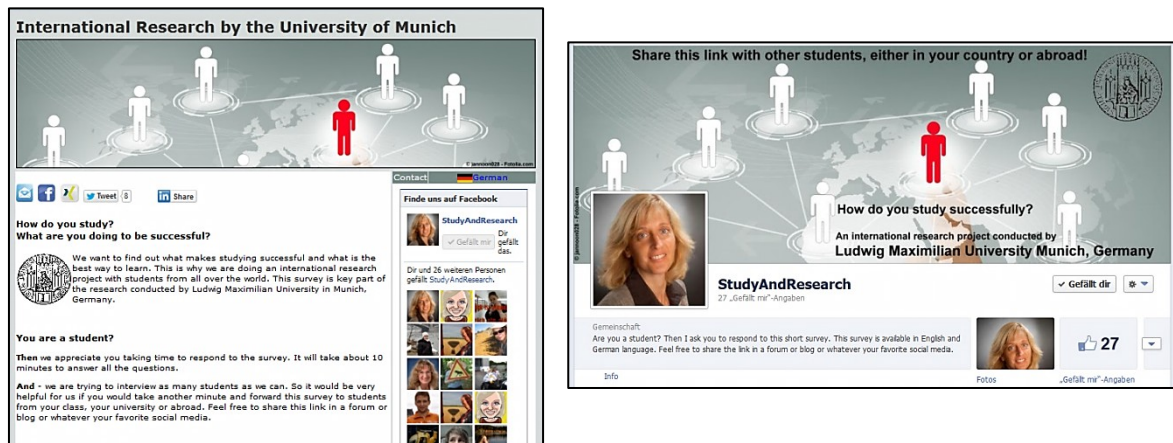 International Research by the University of Munich
© jannoon028 - Fotolia.com
Contact
German
Tweet 8
Share
How do you study?
What are you doing to be successful?
We want to find out what makes studying successful and what is the
best way to learn. This is why we are doing an international research
project with students from all over the world. This survey is key part of
the research conducted by Ludwig Maximilian University in Munich,
Germany.
You are a student?
Then we appreciate you taking time to respond to the survey. It will take about 10
minutes to answer all the questions.
And - we are trying to interview as many students as we can. So it would be very
helpful for us if you would take another minute and forward this survey to students
from your class, your university or abroad. Feel free to share this link in a forum or
blog or whatever your favorite social media.
Finde uns auf Facebook
StudyAndResearch
Gefällt mir
Dir
gefällt
das.
Dir und 26 weiteren Personen
gefällt StudyAndResearch.
Share this link with other students, either in your country or abroad!
© jannoon028 - Fotolia.com
How do you study successfully?
An international research project conducted by
Ludwig Maximilian University Munich, Germany
StudyAndResearch
27 „Gefällt mir“-Angaben
Gefällt dir
Gemeinschaft
Are you a student? Then I ask you to respond to this short survey. This survey is available in English and
German language. Feel free to share the link in a forum or blog or whatever your favorite social media.
Info
27
Fotos
„Gefällt mir“-Angaben